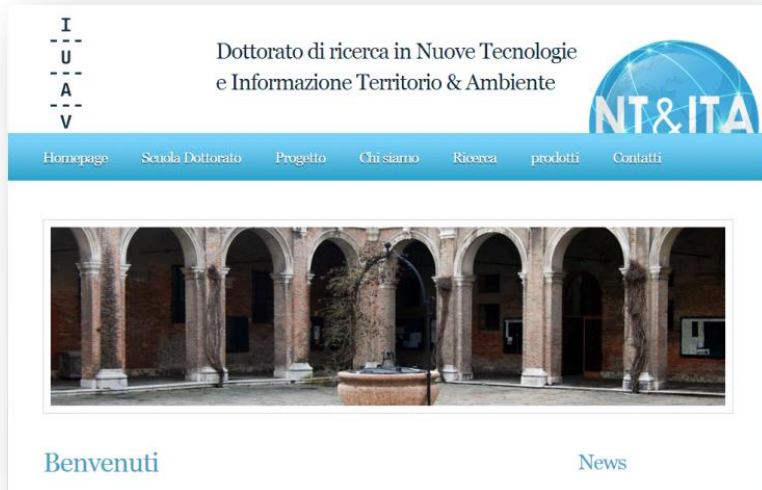 I
U
A
V
Dottorato di ricerca in Nuove Tecnologie
e Informazione Territorio & Ambiente
NT&ITA
Homepage Scuola Dottorato Progetto Chi siamo Ricerca prodotti Contatti
Benvenuti
News